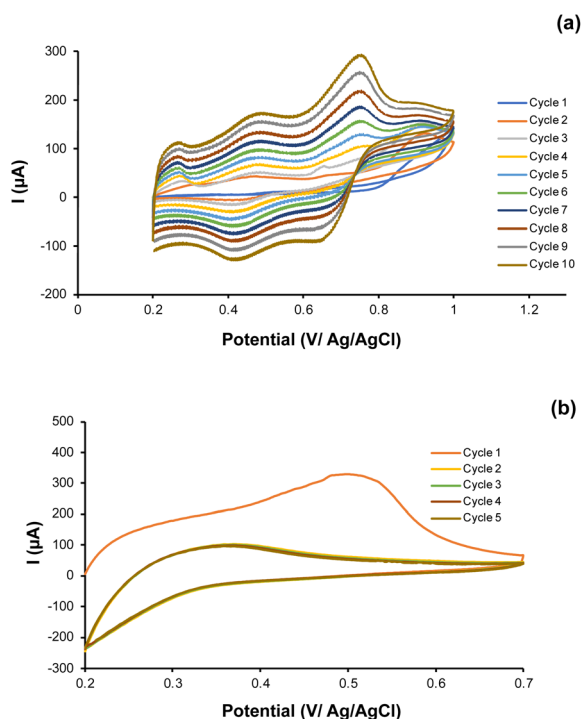 (a)
300
200
100
0
-100
-200
0
0.2
0.4
0.6
0.8
1
1.2
I (µA)
Potential (V/ Ag/AgCl)
Cycle 1
Cycle 2
Cycle 3
Cycle 4
Cycle 5
Cycle 6
Cycle 7
Cycle 8
Cycle 9
Cycle 10
(b)
500
400
300
200
100
0
-100
-200
-300
0.2
0.3
0.4
0.5
0.6
0.7
I (µA)
Potential (V/ Ag/AgCl)
Cycle 1
Cycle 2
Cycle 3
Cycle 4
Cycle 5